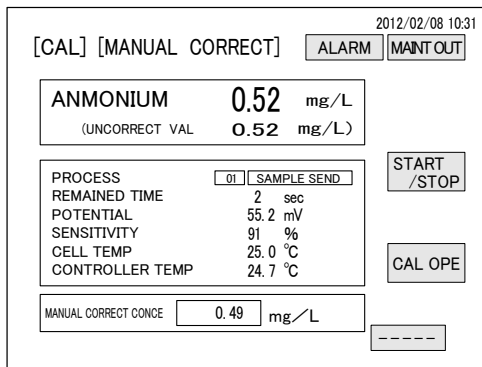 2012/02/08 10:31
[CAL] [MANUAL CORRECT] ALARM MAINT OUT
ANMONIUM 0.52 mg/L
(UNCORRECT VAL 0.52 mg/L)
PROCESS 01 SAMPLE SEND
REMAINED TIME 2 sec
POTENTIAL 55.2 mV
SENSITIVITY 91 %
CELL TEMP 25.0 ℃
CONTROLLER TEMP 24.7 ℃
START
/STOP
CAL OPE
MANUAL CORRECT CONCE 0.49 mg/L
-----